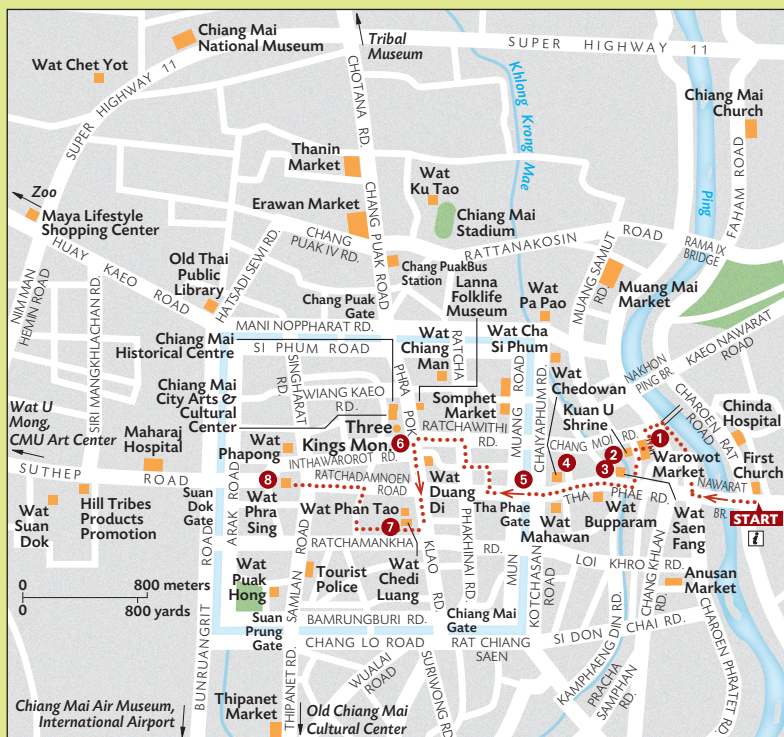 Chiang Mai
National Museum
Tribal
Museum
SUPER HIGHWAY 11
Wat Chet Yot
SUPER HIGHWAY 11
CHOTANA RD.
Khlong Krong Mae
Chiang Mai
Church
Ping
FAHAM ROAD
Thanin
Market
Wat
Ku Tao
Zoo
Maya Lifestyle
Shopping Center
Erawan Market
CHANG PUAK ROAD
Chiang Mai
Stadium
RATTANAKOSIN ROAD
RAMA IX
BRIDGE
HUAY KAEO ROAD
Old Thai
Public
Library
HATSADI SEWI RD.
CHANG
PUAK IV RD.
Chang PuakBus
Station
MUANG SAMUT
RD.
Muang Mai
Market
NIM MAN
HEMIN ROAD
SIRI MANGKHLACHAN RD.
Chang Puak
Gate
Lanna
Folklife
Museum
Wat
Pa Pao
MANI NOPPHARAT RD.
Chiang Mai
Historical Centre
SI PHUM ROAD
Wat
Chiang
Man
RATCHA
Wat Cha
Si Phum
NAKHON
PING BR.
KAEO NAWARAT
ROAD
SINGHARAT
RD.
PHRA
POK
MUANG ROAD
CHAIYAPHUM RD.
Wat
Chedowan
CHAROEN RAT
ROAD
Chiang Mai
City Arts &
Cultural
Center
WIANG KAEO
RD.
Somphet
Market
Kuan U
Shrine
Chinda
Hospital
Wat U
Mong,
CMU Art Center
Three
Kings Mon.
6
RATCHAWITHI
RD.
CHANG MOI RD.
1
2
Warowot
Market
Maharaj
Hospital
Wat
Phapong
INTHAWAROROT RD.
4
3
First
Church
SUTHEP ROAD
8
RATCHADAMNOEN
ROAD
5
NAWARAT
BR.
Wat
Suan
Dok
Hill Tribes
Products
Promotion
Suan
Dok
Gate
ARAK ROAD
Wat
Phra
Sing
Wat Phan Tao
7
Wat
Duang
Di
Tha Phae
Gate
THA PHAE RD.
Wat
Mahawan
Wat
Bupparam
Wat
Saen
Fang
START
i
RATCHAMANKHA RD.
KLAO RD.
PHAKHINAI RD.
MUN
KOTCHASAN
ROAD
LOI KHRO RD.
CHANG KHLAN
RD.
0 800 meters
0 800 yards
Wat
Puak
Hong
SAMLAN ROAD
Tourist
Police
Wat
Chedi
Luang
Anusan
Market
Suan
Prung
Gate
BAMRUNGBURI RD.
Chiang Mai
Gate
SI DON CHAI RD.
BUNRUANGRIT ROAD
CHANG LO ROAD
RAT CHIANG
SAEN
KAMPHAENG DIN RD.
PRACHA
SAMPHAN
RD.
CHAROEN PHRATET RD.
WUALAI
ROAD
SURIWONG RD.
THIPANET RD.
Chiang Mai Air Museum,
International Airport
Thipanet
Market
Old Chiang Mai
Cultural Center